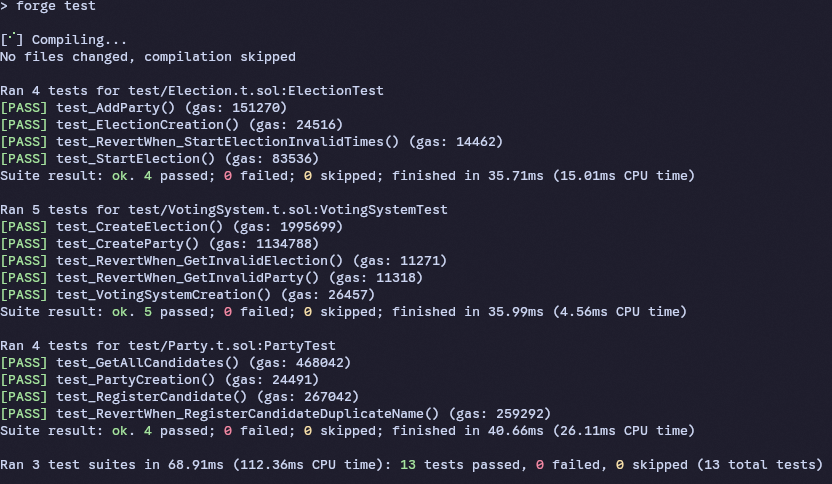 > forge test
[⠊] Compiling...
No files changed, compilation skipped
Ran 4 tests for test/Election.t.sol:ElectionTest
[PASS] test_AddParty() (gas: 151270)
[PASS] test_ElectionCreation() (gas: 24516)
[PASS] test_RevertWhen_StartElectionInvalidTimes() (gas: 14462)
[PASS] test_StartElection() (gas: 83536)
Suite result: ok. 4 passed; 0 failed; 0 skipped; finished in 35.71ms (15.01ms CPU time)
Ran 5 tests for test/VotingSystem.t.sol:VotingSystemTest
[PASS] test_CreateElection() (gas: 1995699)
[PASS] test_CreateParty() (gas: 1134788)
[PASS] test_RevertWhen_GetInvalidElection() (gas: 11271)
[PASS] test_RevertWhen_GetInvalidParty() (gas: 11318)
[PASS] test_VotingSystemCreation() (gas: 26457)
Suite result: ok. 5 passed; 0 failed; 0 skipped; finished in 35.99ms (4.56ms CPU time)
Ran 4 tests for test/Party.t.sol:PartyTest
[PASS] test_GetAllCandidates() (gas: 468042)
[PASS] test_PartyCreation() (gas: 24491)
[PASS] test_RegisterCandidate() (gas: 267042)
[PASS] test_RevertWhen_RegisterCandidateDuplicateName() (gas: 259292)
Suite result: ok. 4 passed; 0 failed; 0 skipped; finished in 40.66ms (26.11ms CPU time)
Ran 3 test suites in 68.91ms (112.36ms CPU time): 13 tests passed, 0 failed, 0 skipped (13 total tests)